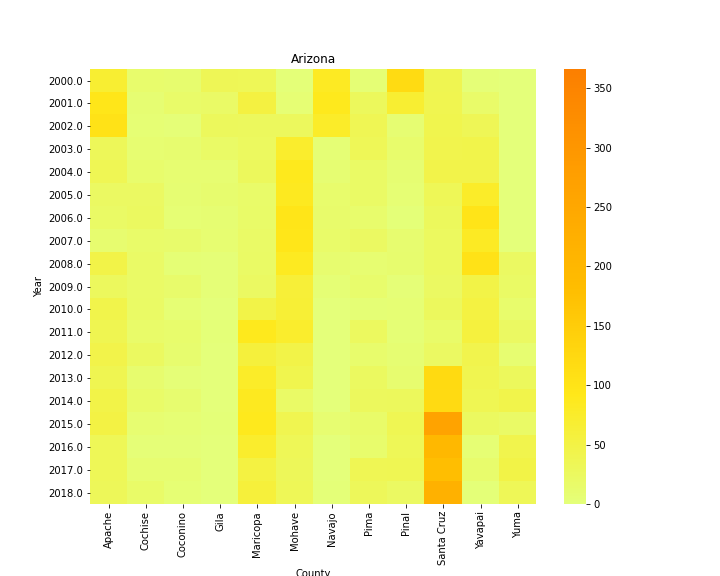 Arizona
Year
2000.0
2001.0
2002.0
2003.0
2004.0
2005.0
2006.0
2007.0
2008.0
2009.0
2010.0
2011.0
2012.0
2013.0
2014.0
2015.0
2016.0
2017.0
2018.0
Apache
Cochise
Coconino
Gila
Maricopa
Mohave
Navajo
Pima
Pinal
Santa Cruz
Yavapai
Yuma
County
350
300
250
200
150
100
50
0